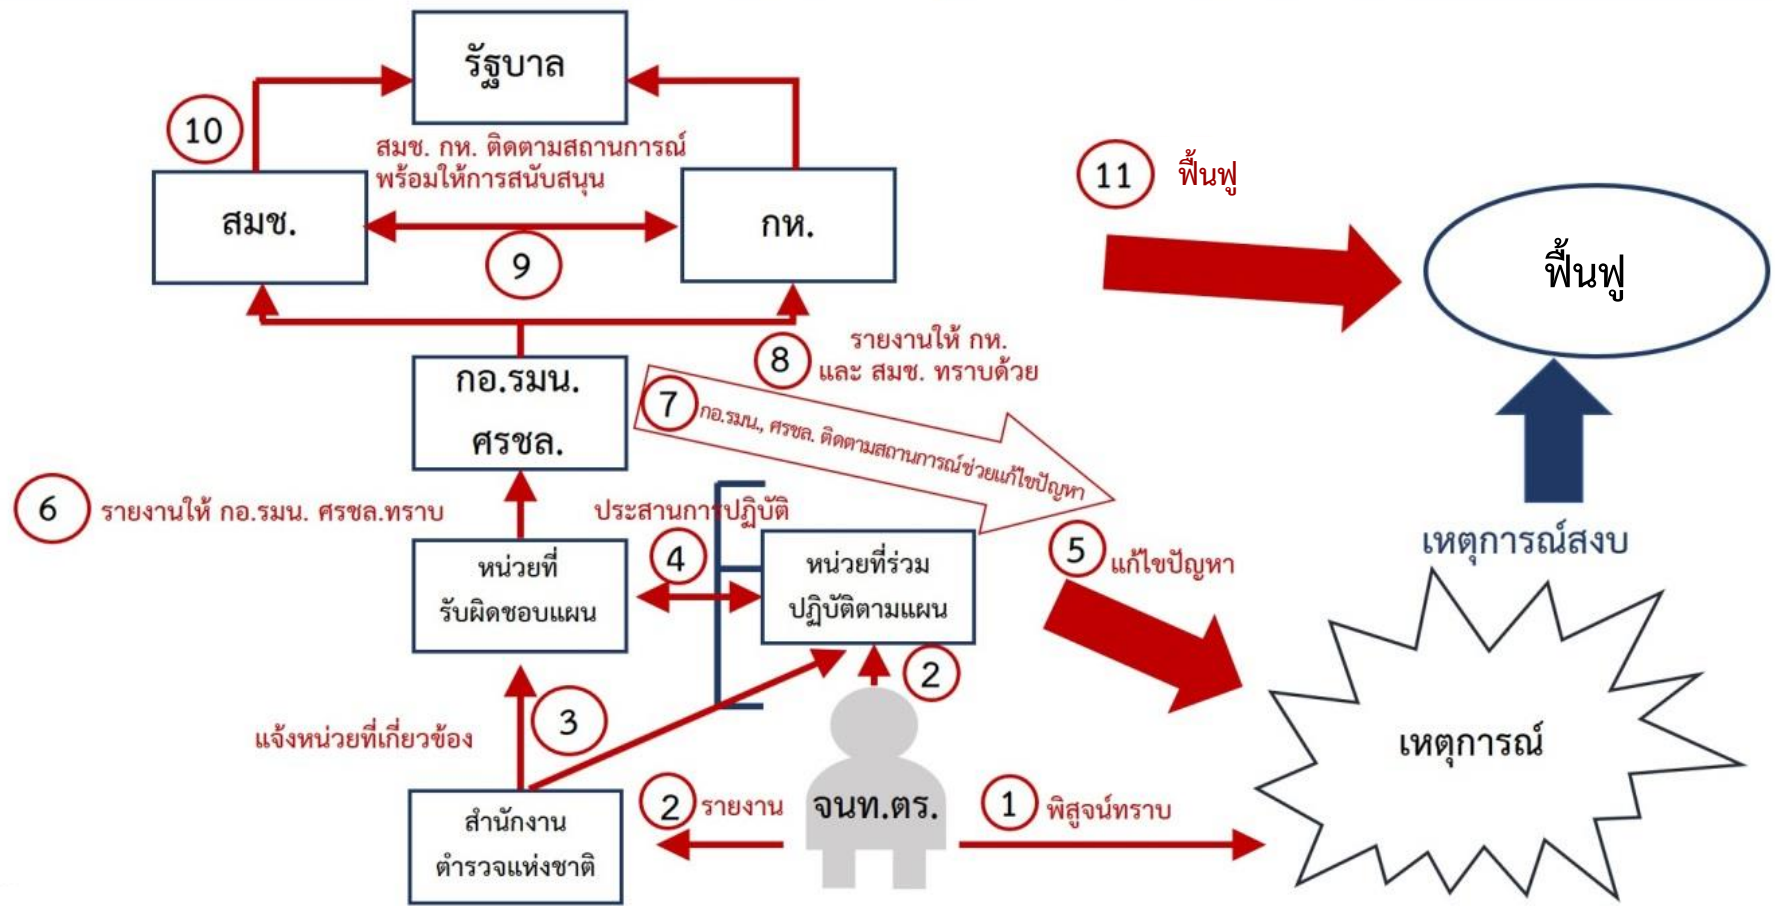 รัฐบาล
10
สมช. กห. ติดตามสถานการณ์
พร้อมให้การสนับสนุน
11
ฟื้นฟู
สมช.
กห.
9
ฟื้นฟู
8
รายงานให้ กห.
และ สมช. ทราบด้วย
กอ.รมน.
ศรชล.
7
กอ.รมน., ศรชล. ติดตามสถานการณ์ช่วยแก้ไขปัญหา
6
รายงานให้ กอ.รมน. ศรชล.ทราบ
ประสานการปฏิบัติ
4
5
แก้ไขปัญหา
เหตุการณ์สงบ
หน่วยที่
รับผิดชอบแผน
หน่วยที่ร่วม
ปฏิบัติตามแผน
2
3
แจ้งหน่วยที่เกี่ยวข้อง
เหตุการณ์
สำนักงาน
ตำรวจแห่งชาติ
2
รายงาน
จนท.ตร.
1
พิสูจน์ทราบ